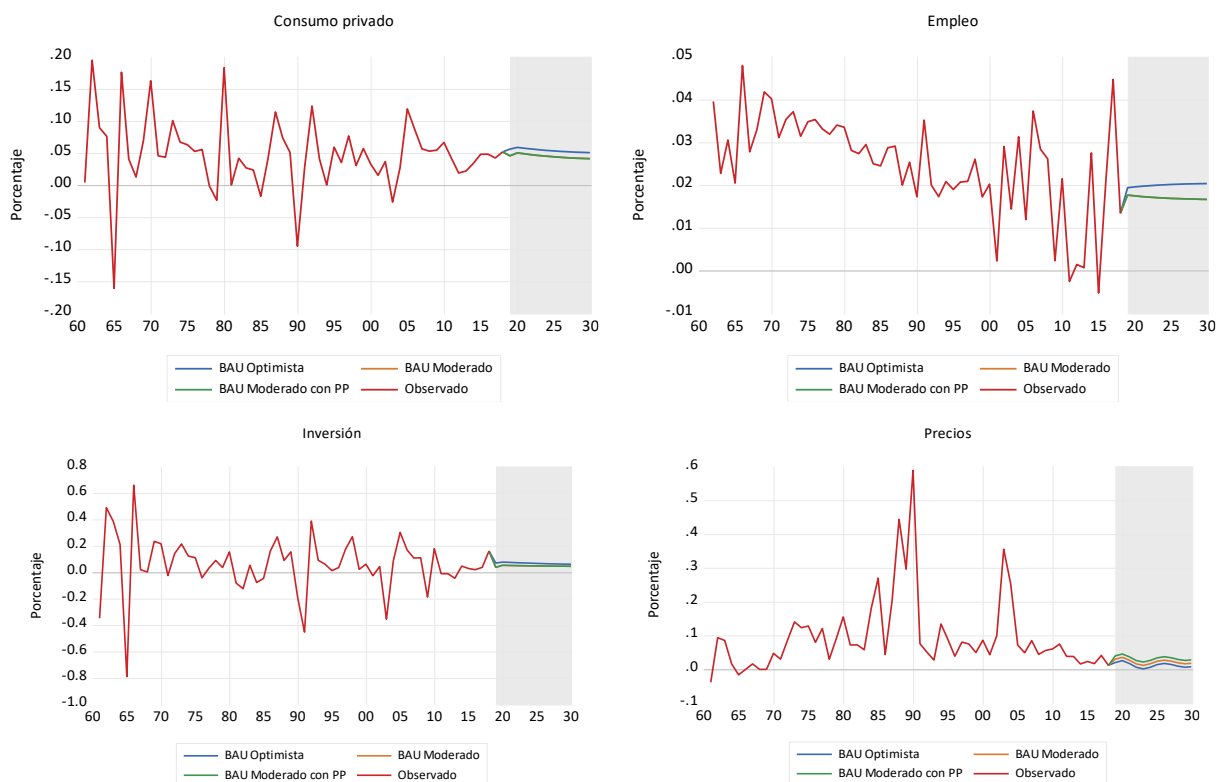 Consumo privado
Porcentaje
.20
.15
.10
.05
.00
-.05
-.10
-.15
-.20
60 65 70 75 80 85 90 95 00 05 10 15 20 25 30
BAU Optimista BAU Moderado
BAU Moderado con PP Observado
Empleo
Porcentaje
.05
.04
.03
.02
.01
.00
-.01
60 65 70 75 80 85 90 95 00 05 10 15 20 25 30
BAU Optimista BAU Moderado
BAU Moderado con PP Observado
Inversión
Porcentaje
0.8
0.6
0.4
0.2
0.0
-0.2
-0.4
-0.6
-0.8
-1.0
60 65 70 75 80 85 90 95 00 05 10 15 20 25 30
BAU Optimista BAU Moderado
BAU Moderado con PP Observado
Precios
Porcentaje
.6
.5
.4
.3
.2
.1
.0
-.1
60 65 70 75 80 85 90 95 00 05 10 15 20 25 30
BAU Optimista BAU Moderado
BAU Moderado con PP Observado